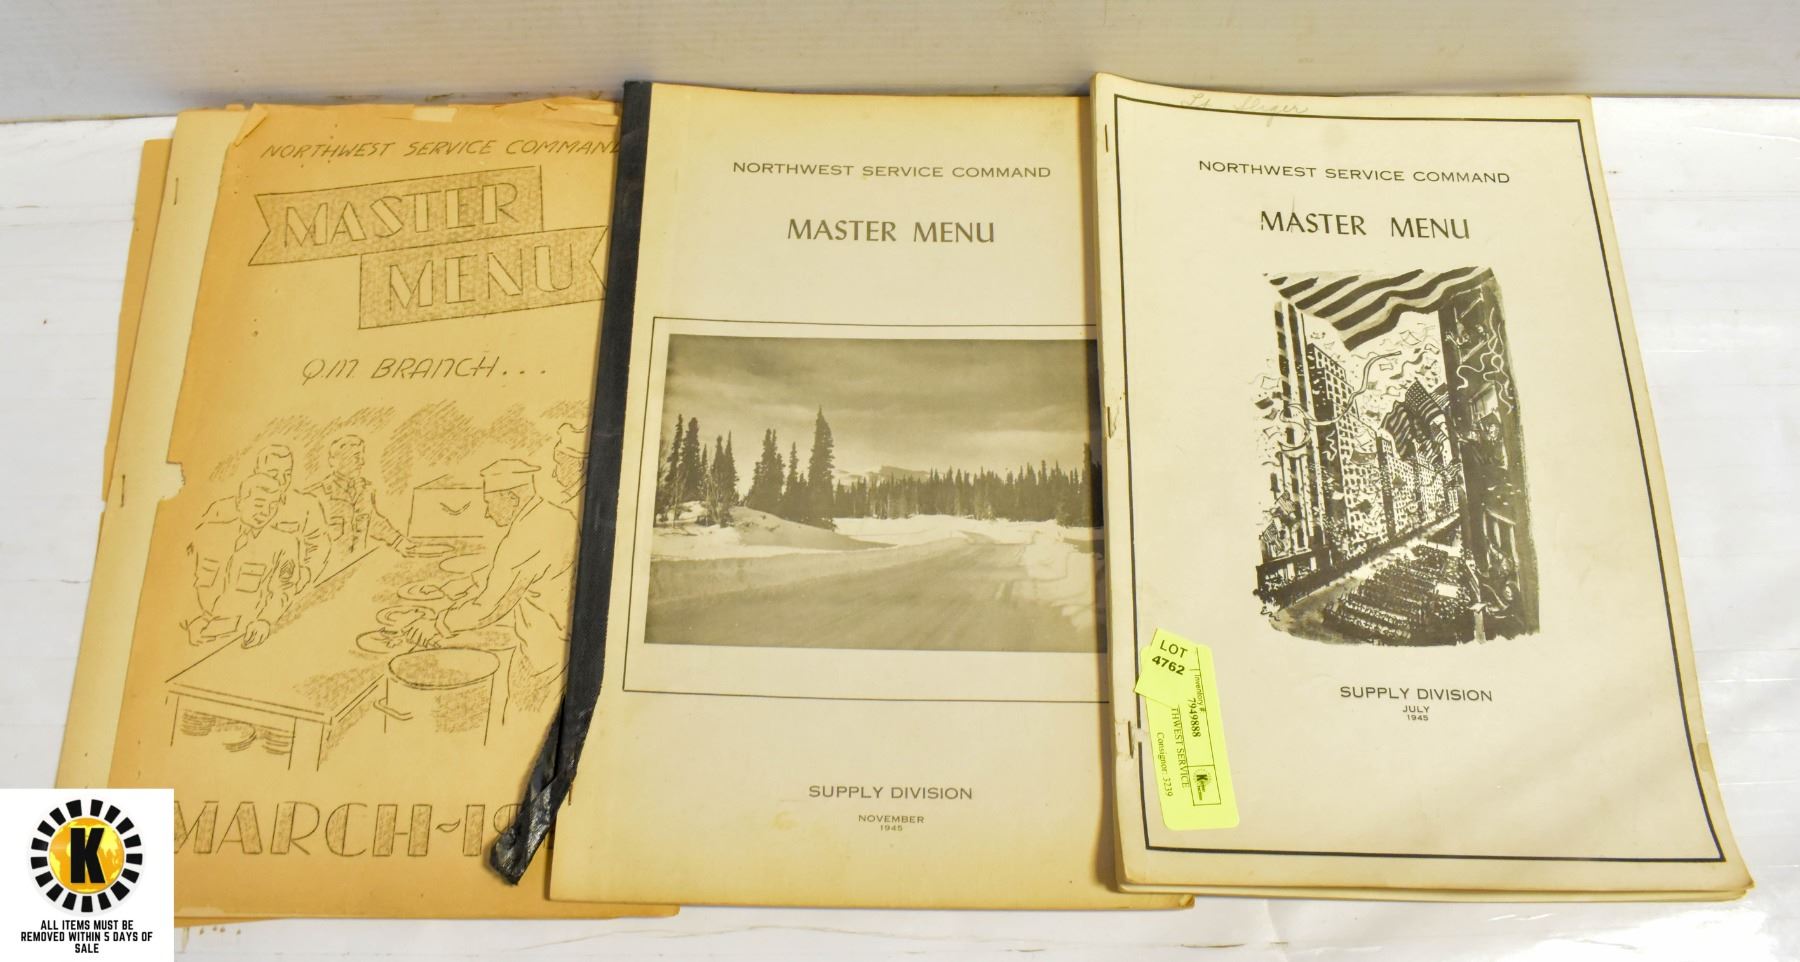 NORTHWEST SERVICE COMMAND
MASTER
MENU
Q.M. BRANCH...
MARCH-19
NORTHWEST SERVICE COMMAND
MASTER MENU
SUPPLY DIVISION
NOVEMBER
1945
Lt. Sliger
NORTHWEST SERVICE COMMAND
MASTER MENU
SUPPLY DIVISION
JULY
1945
LOT
4762
Inventory #
7949888
THWEST SERVICE
Consignor: 3239
K
ALL ITEMS MUST BE
REMOVED WITHIN 5 DAYS OF
SALE